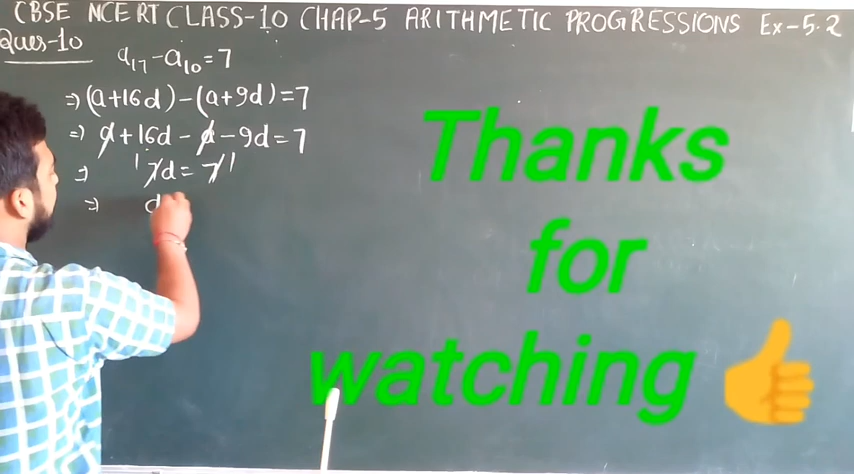 CBSE NCERT CLASS-10 CHAP-5 ARITHMETIC PROGRESSIONS Ex-5.2
Ques-10
a₁₇-a₁₀=7
⇒(a+16d)-(a+9d)=7
⇒ a+16d-a-9d=7
⇒ 7d=7
⇒ d
Thanks
for
watching 👍